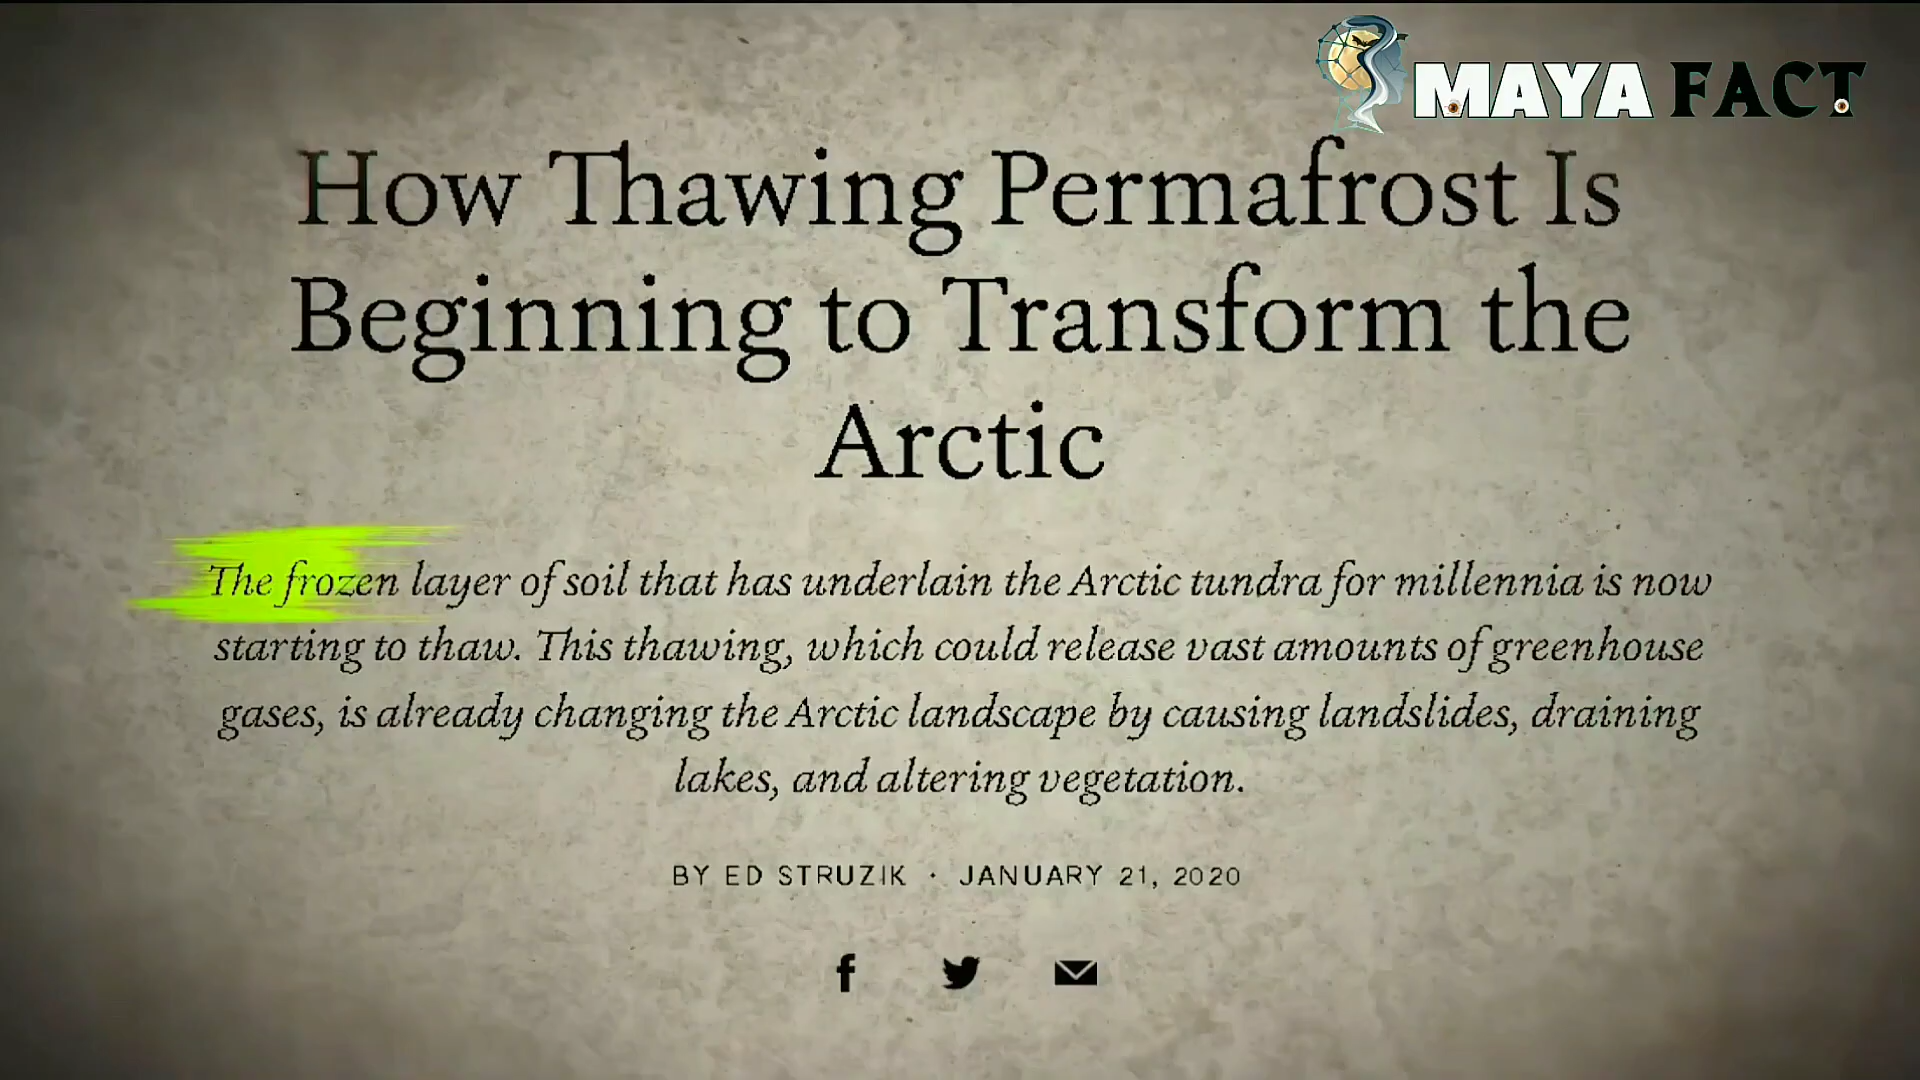 MAYA FACT
How Thawing Permafrost Is
Beginning to Transform the
Arctic
The frozen layer of soil that has underlain the Arctic tundra for millennia is now
starting to thaw. This thawing, which could release vast amounts of greenhouse
gases, is already changing the Arctic landscape by causing landslides, draining
lakes, and altering vegetation.
BY ED STRUZIK · JANUARY 21, 2020